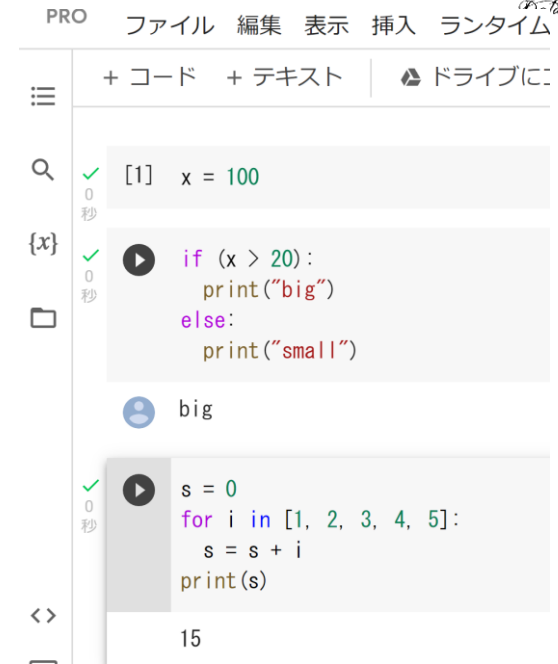 PRO
ファイル 編集 表示 挿入 ランタイム
+ コード + テキスト ドライブに
0
秒
[1] x = 100
{x}
0
秒
if (x > 20):
  print("big")
else:
  print("small")
big
0
秒
s = 0
for i in [1, 2, 3, 4, 5]:
  s = s + i
print(s)
<>
15